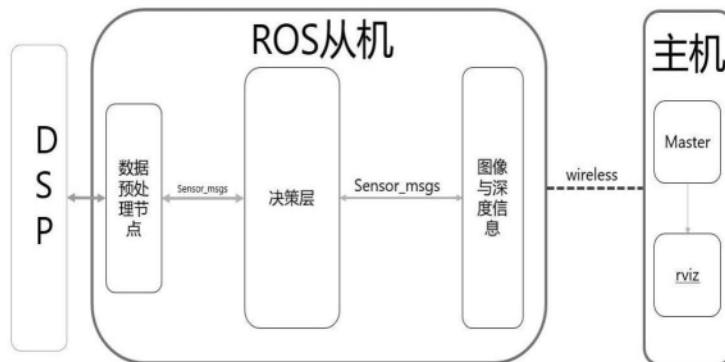 ROS从机
主机
D
S
P
数据
预处
理节
点
Sensor_msgs
决策层
Sensor_msgs
图像
与深
度信
息
wireless
Master
rviz